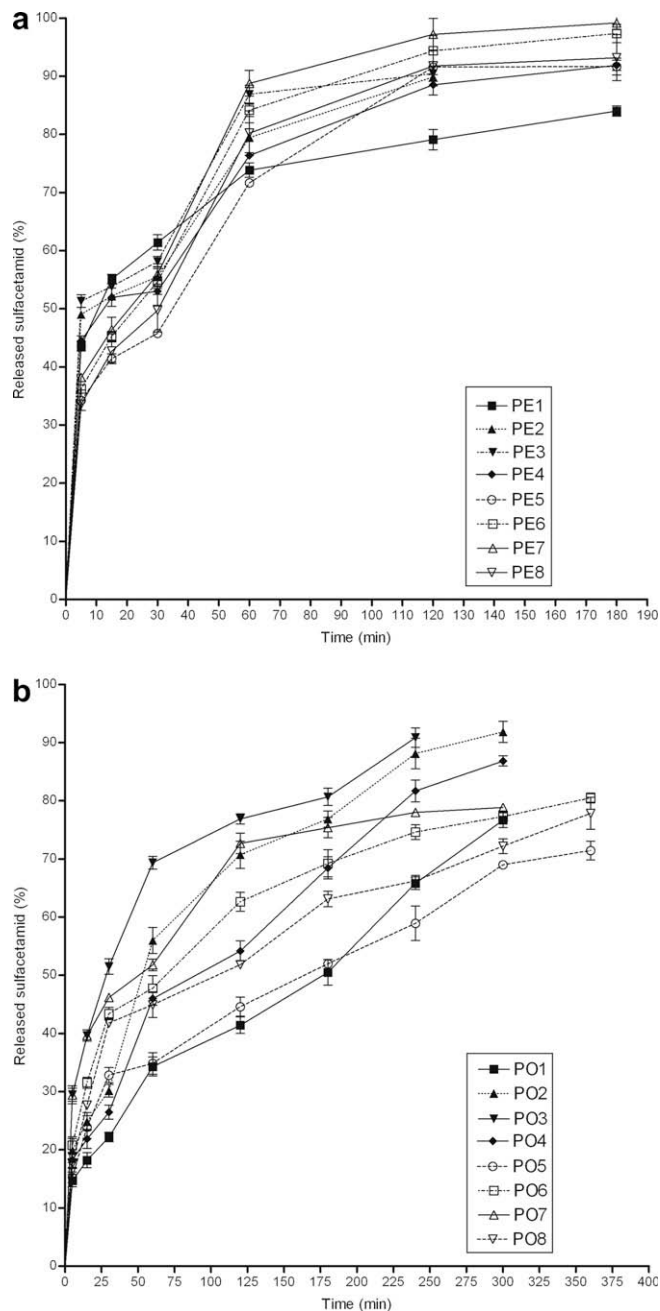 a
100
90
80
70
60
50
40
30
20
10
0
Released sulfacetamid (%)
PE1
PE2
PE3
PE4
PE5
PE6
PE7
PE8
0 10 20 30 40 50 60 70 80 90 100 110 120 130 140 150 160 170 180 190
Time (min)
b
100
90
80
70
60
50
40
30
20
10
0
Released sulfacetamid (%)
PO1
PO2
PO3
PO4
PO5
PO6
PO7
PO8
0 25 50 75 100 125 150 175 200 225 250 275 300 325 350 375 400
Time (min)